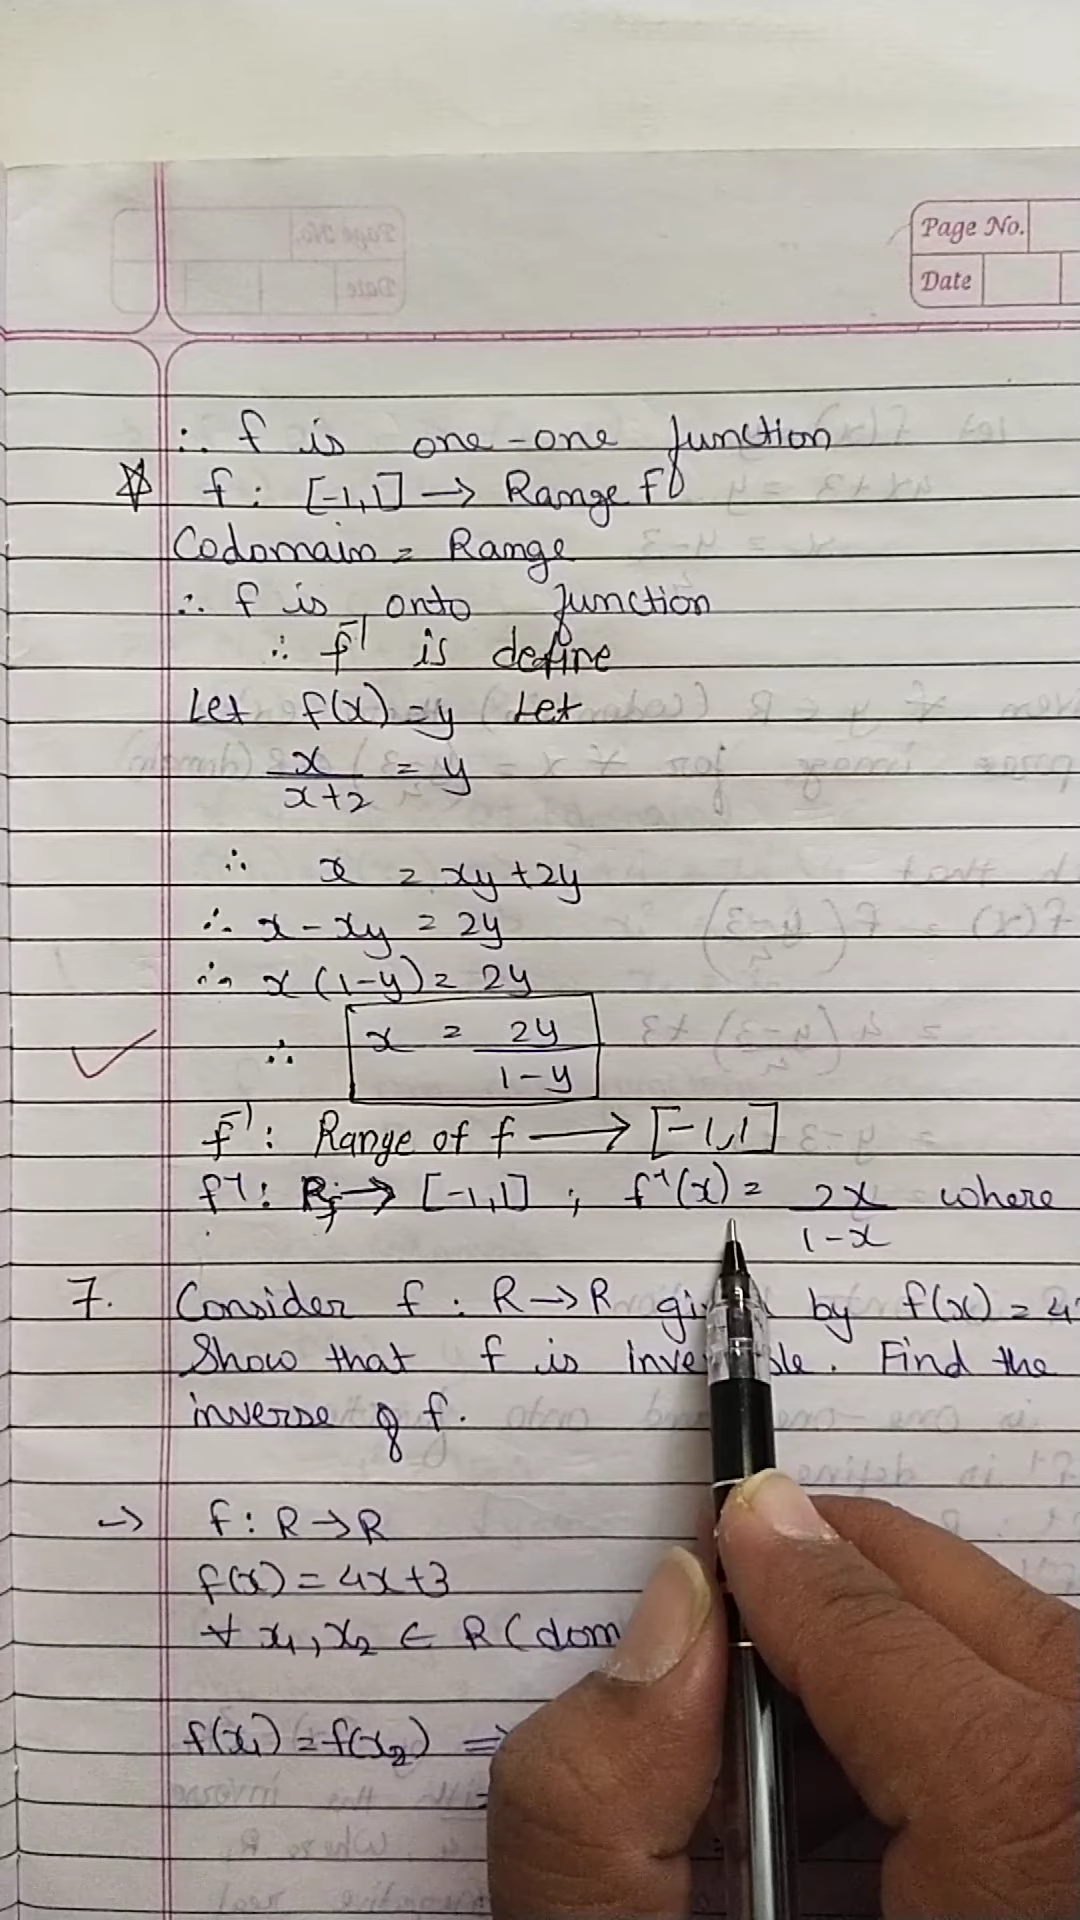 Page No.
Date
∴ f is one-one function
☆ f : [-1,1] → Range f
Codomain = Range
∴ f is onto function
∴ f⁻¹ is define
Let f(x) = y Let
x/(x+2) = y
∴ x = xy + 2y
∴ x - xy = 2y
∴ x (1-y) = 2y
∴ x = 2y/(1-y)
f⁻¹ : Range of f → [-1,1]
f⁻¹ : R_f → [-1,1] ; f⁻¹(x) = 2x/(1-x) where
7. Consider f : R → R by f(x) = 4
Show that f is Find the
inverse of f.
→ f : R → R
f(x) = 4x+3
∀ x₁, x₂ ∈ R (dom
f(x₁) = f(x₂) ⇒